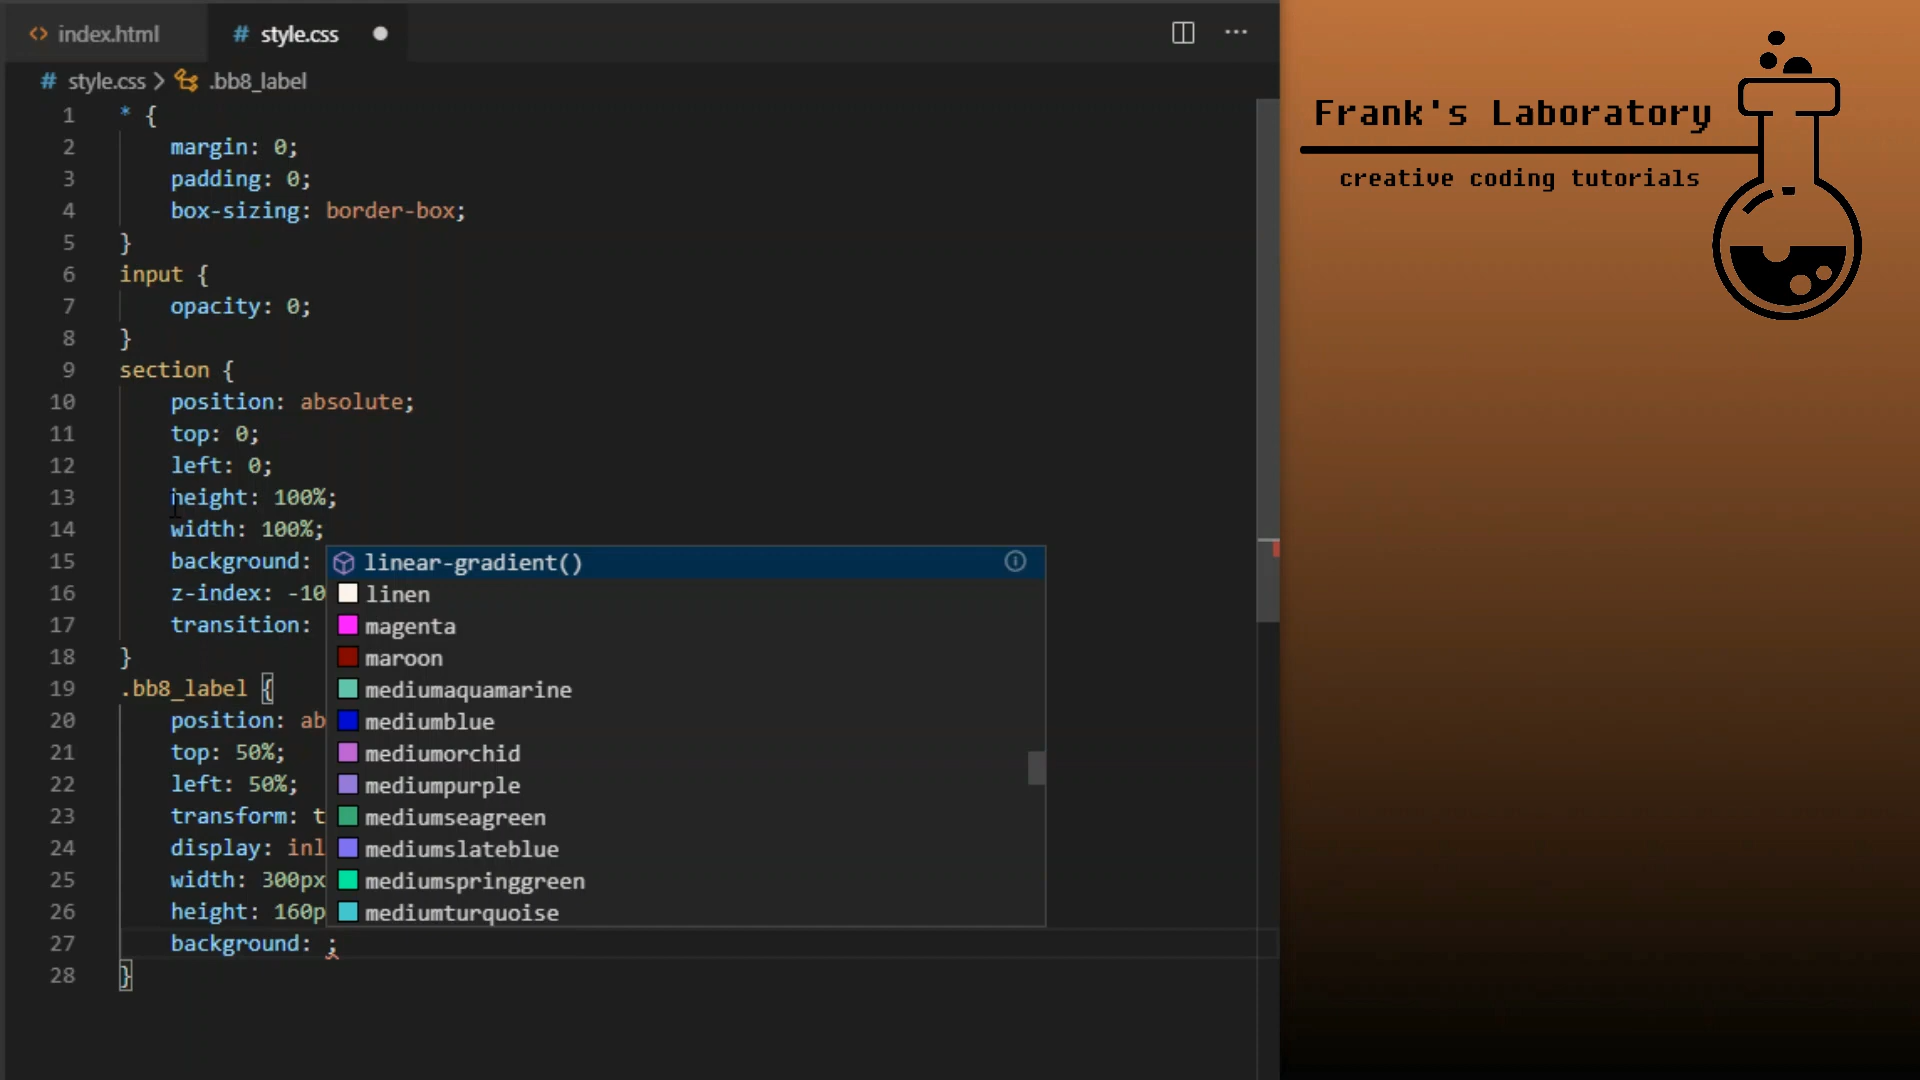 index.html
style.css
style.css > .bb8_label
1 * {
2 margin: 0;
3 padding: 0;
4 box-sizing: border-box;
5 }
6 input {
7 opacity: 0;
8 }
9 section {
10 position: absolute;
11 top: 0;
12 left: 0;
13 height: 100%;
14 width: 100%;
15 background:
16 z-index: -10
17 transition:
18 }
19 .bb8_label {
20 position: ab
21 top: 50%;
22 left: 50%;
23 transform: t
24 display: inl
25 width: 300px
26 height: 160p
27 background: ;
28 }
linear-gradient()
linen
magenta
maroon
mediumaquamarine
mediumblue
mediumorchid
mediumpurple
mediumseagreen
mediumslateblue
mediumspringgreen
mediumturquoise
Frank's Laboratory
creative coding tutorials